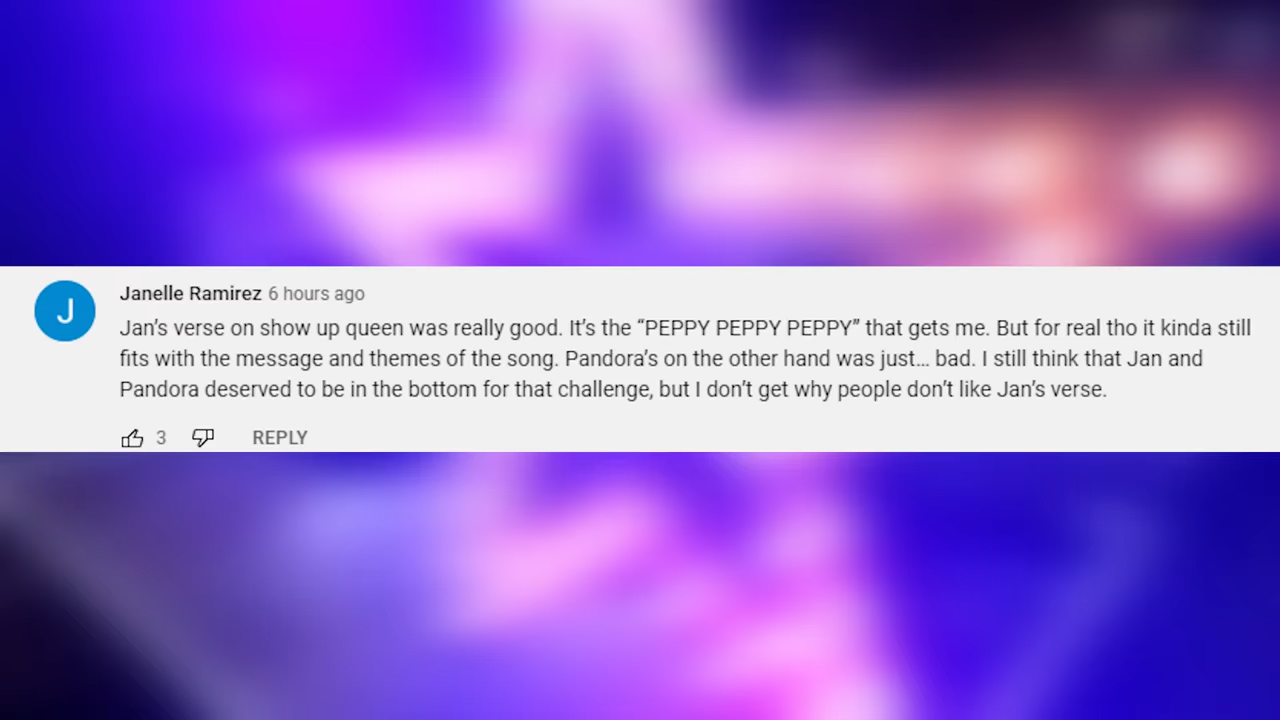 J
Janelle Ramirez 6 hours ago
Jan’s verse on show up queen was really good. It’s the “PEPPY PEPPY PEPPY” that gets me. But for real tho it kinda still
fits with the message and themes of the song. Pandora’s on the other hand was just... bad. I still think that Jan and
Pandora deserved to be in the bottom for that challenge, but I don’t get why people don’t like Jan’s verse.
3 REPLY